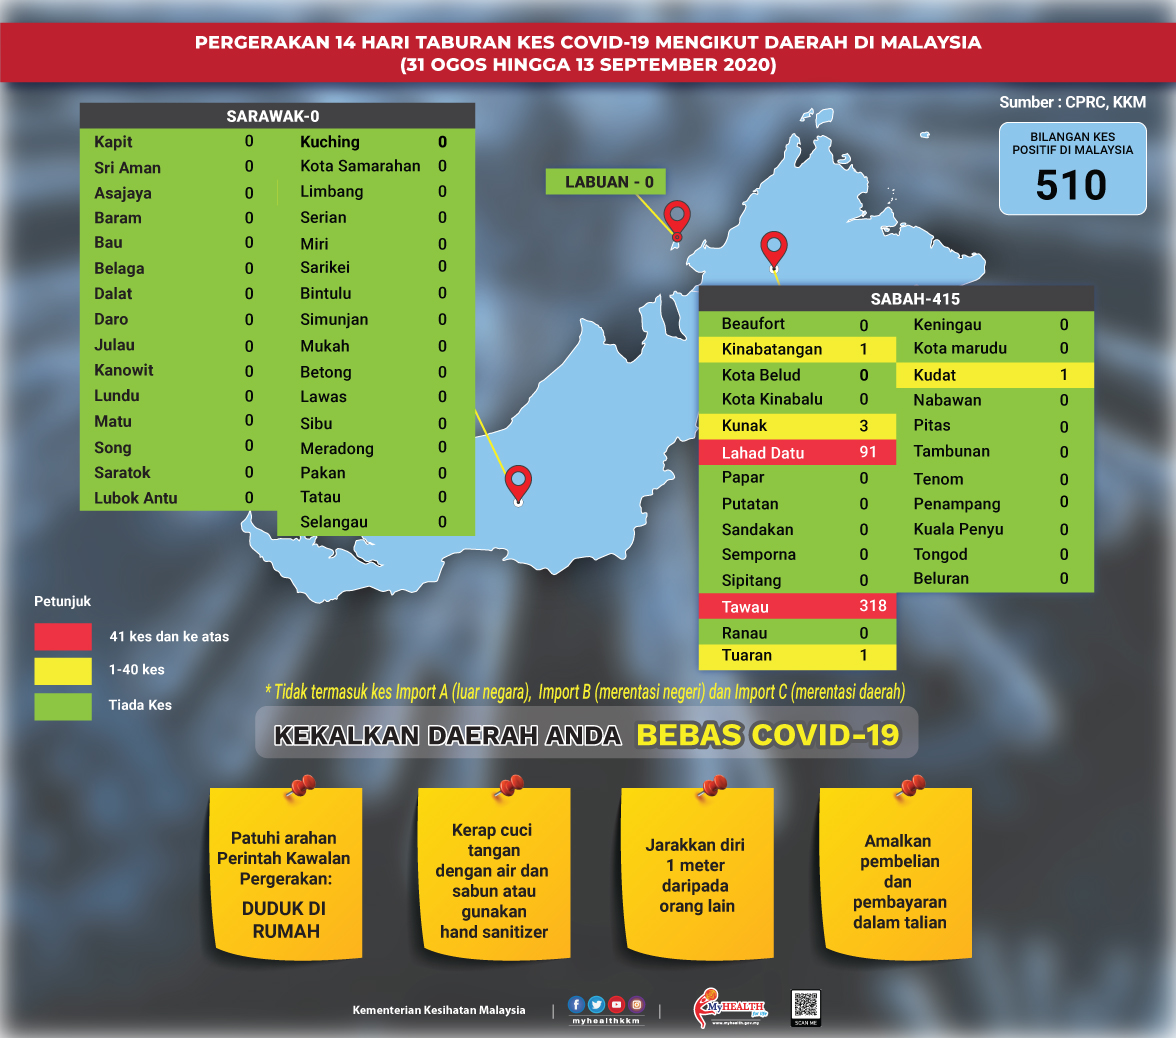 PERGERAKAN 14 HARI TABURAN KES COVID-19 MENGIKUT DAERAH DI MALAYSIA
(31 OGOS HINGGA 13 SEPTEMBER 2020)
Sumber : CPRC, KKM
BILANGAN KES
POSITIF DI MALAYSIA
510
SARAWAK-0
Kapit 0 Kuching 0
Sri Aman 0 Kota Samarahan 0
Asajaya 0 Limbang 0
Baram 0 Serian 0
Bau 0 Miri 0
Belaga 0 Sarikei 0
Dalat 0 Bintulu 0
Daro 0 Simunjan 0
Julau 0 Mukah 0
Kanowit 0 Betong 0
Lundu 0 Lawas 0
Matu 0 Sibu 0
Song 0 Meradong 0
Saratok 0 Pakan 0
Lubok Antu 0 Tatau 0
Selangau 0
LABUAN - 0
SABAH-415
Beaufort 0 Keningau 0
Kinabatangan 1 Kota marudu 0
Kota Belud 0 Kudat 1
Kota Kinabalu 0 Nabawan 0
Kunak 3 Pitas 0
Lahad Datu 91 Tambunan 0
Papar 0 Tenom 0
Putatan 0 Penampang 0
Sandakan 0 Kuala Penyu 0
Semporna 0 Tongod 0
Sipitang 0 Beluran 0
Tawau 318
Ranau 0
Tuaran 1
Petunjuk
41 kes dan ke atas
1-40 kes
Tiada Kes
* Tidak termasuk kes Import A (luar negara), Import B (merentasi negeri) dan Import C (merentasi daerah)
KEKALKAN DAERAH ANDA BEBAS COVID-19
Patuhi arahan
Perintah Kawalan
Pergerakan:
DUDUK DI
RUMAH
Kerap cuci
tangan
dengan air dan
sabun atau
gunakan
hand sanitizer
Jarakkan diri
1 meter
daripada
orang lain
Amalkan
pembelian
dan
pembayaran
dalam talian
Kementerian Kesihatan Malaysia
myhealthkkm
MyHEALTH
for life
www.myhealth.gov.my
SCAN ME